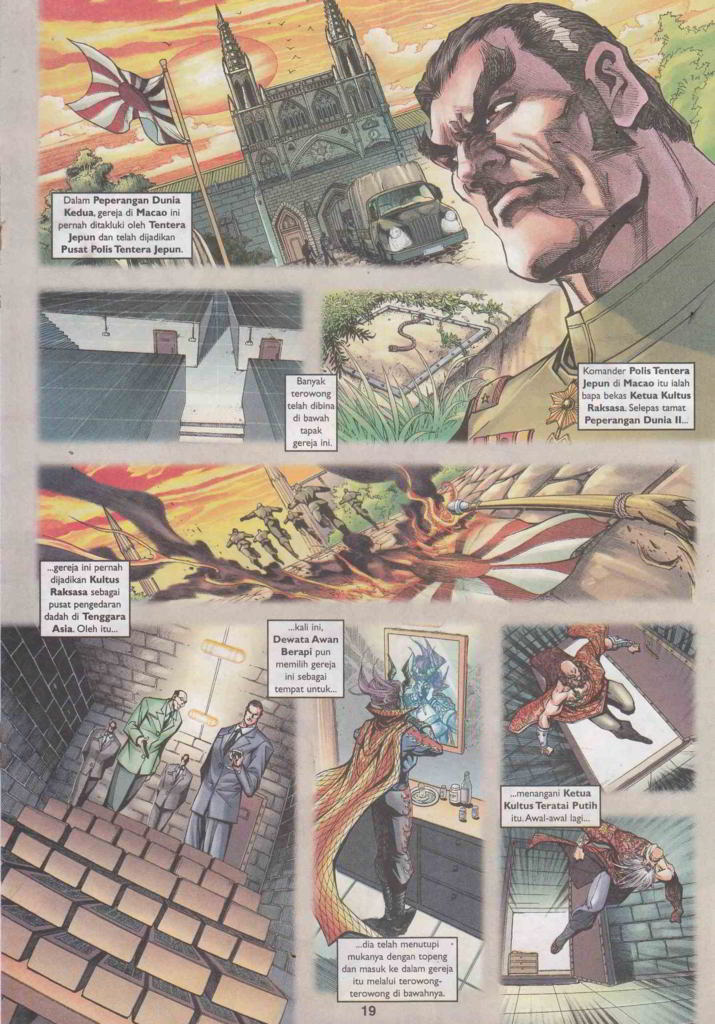 Dalam Peperangan Dunia
Kedua, gereja di Macao ini
pernah ditakluki oleh Tentera
Jepun dan telah dijadikan
Pusat Polis Tentera Jepun.
Banyak
terowong
telah dibina
di bawah
tapak
gereja ini.
Komander Polis Tentera
Jepun di Macao itu ialah
bapa bekas Ketua Kultus
Raksasa. Selepas tamat
Peperangan Dunia II...
...gereja ini pernah
dijadikan Kultus
Raksasa sebagai
pusat pengedaran
dadah di Tenggara
Asia. Oleh itu...
...kali ini,
Dewata Awan
Berapi pun
memilih gereja
ini sebagai
tempat untuk...
...menangani Ketua
Kultus Teratai Putih
itu. Awal-awal lagi...
...dia telah menutupi
mukanya dengan topeng
dan masuk ke dalam gereja
itu melalui terowong-
terowong di bawahnya.
19